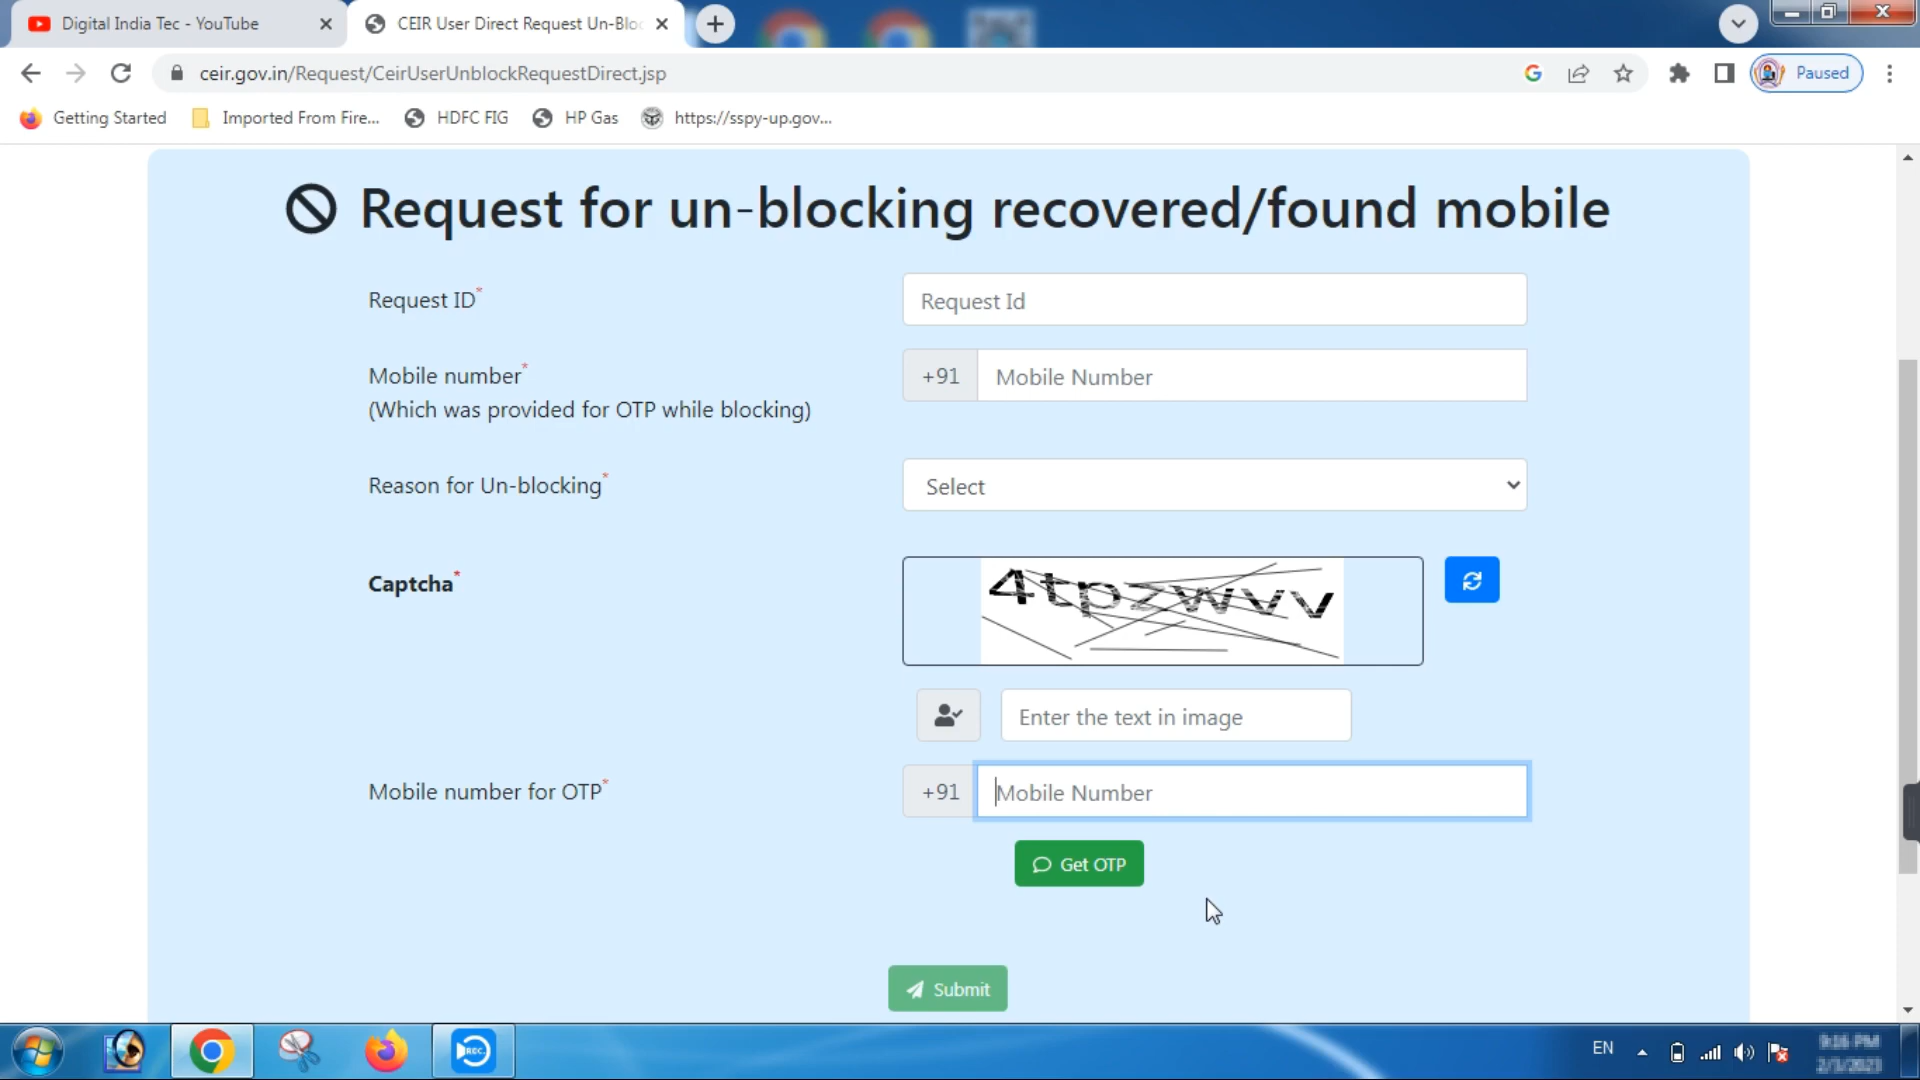 Digital India Tec - YouTube
CEIR User Direct Request Un-Bloc
ceir.gov.in/Request/CeirUserUnblockRequestDirect.jsp
Paused
Getting Started
Imported From Fire...
HDFC FIG
HP Gas
https://sspy-up.gov...
Request for un-blocking recovered/found mobile
Request ID*
Request Id
Mobile number*
+91
Mobile Number
(Which was provided for OTP while blocking)
Reason for Un-blocking*
Select
Captcha*
4tpzwvv
Enter the text in image
Mobile number for OTP*
+91
Mobile Number
Get OTP
Submit
REC
EN
9:16 PM